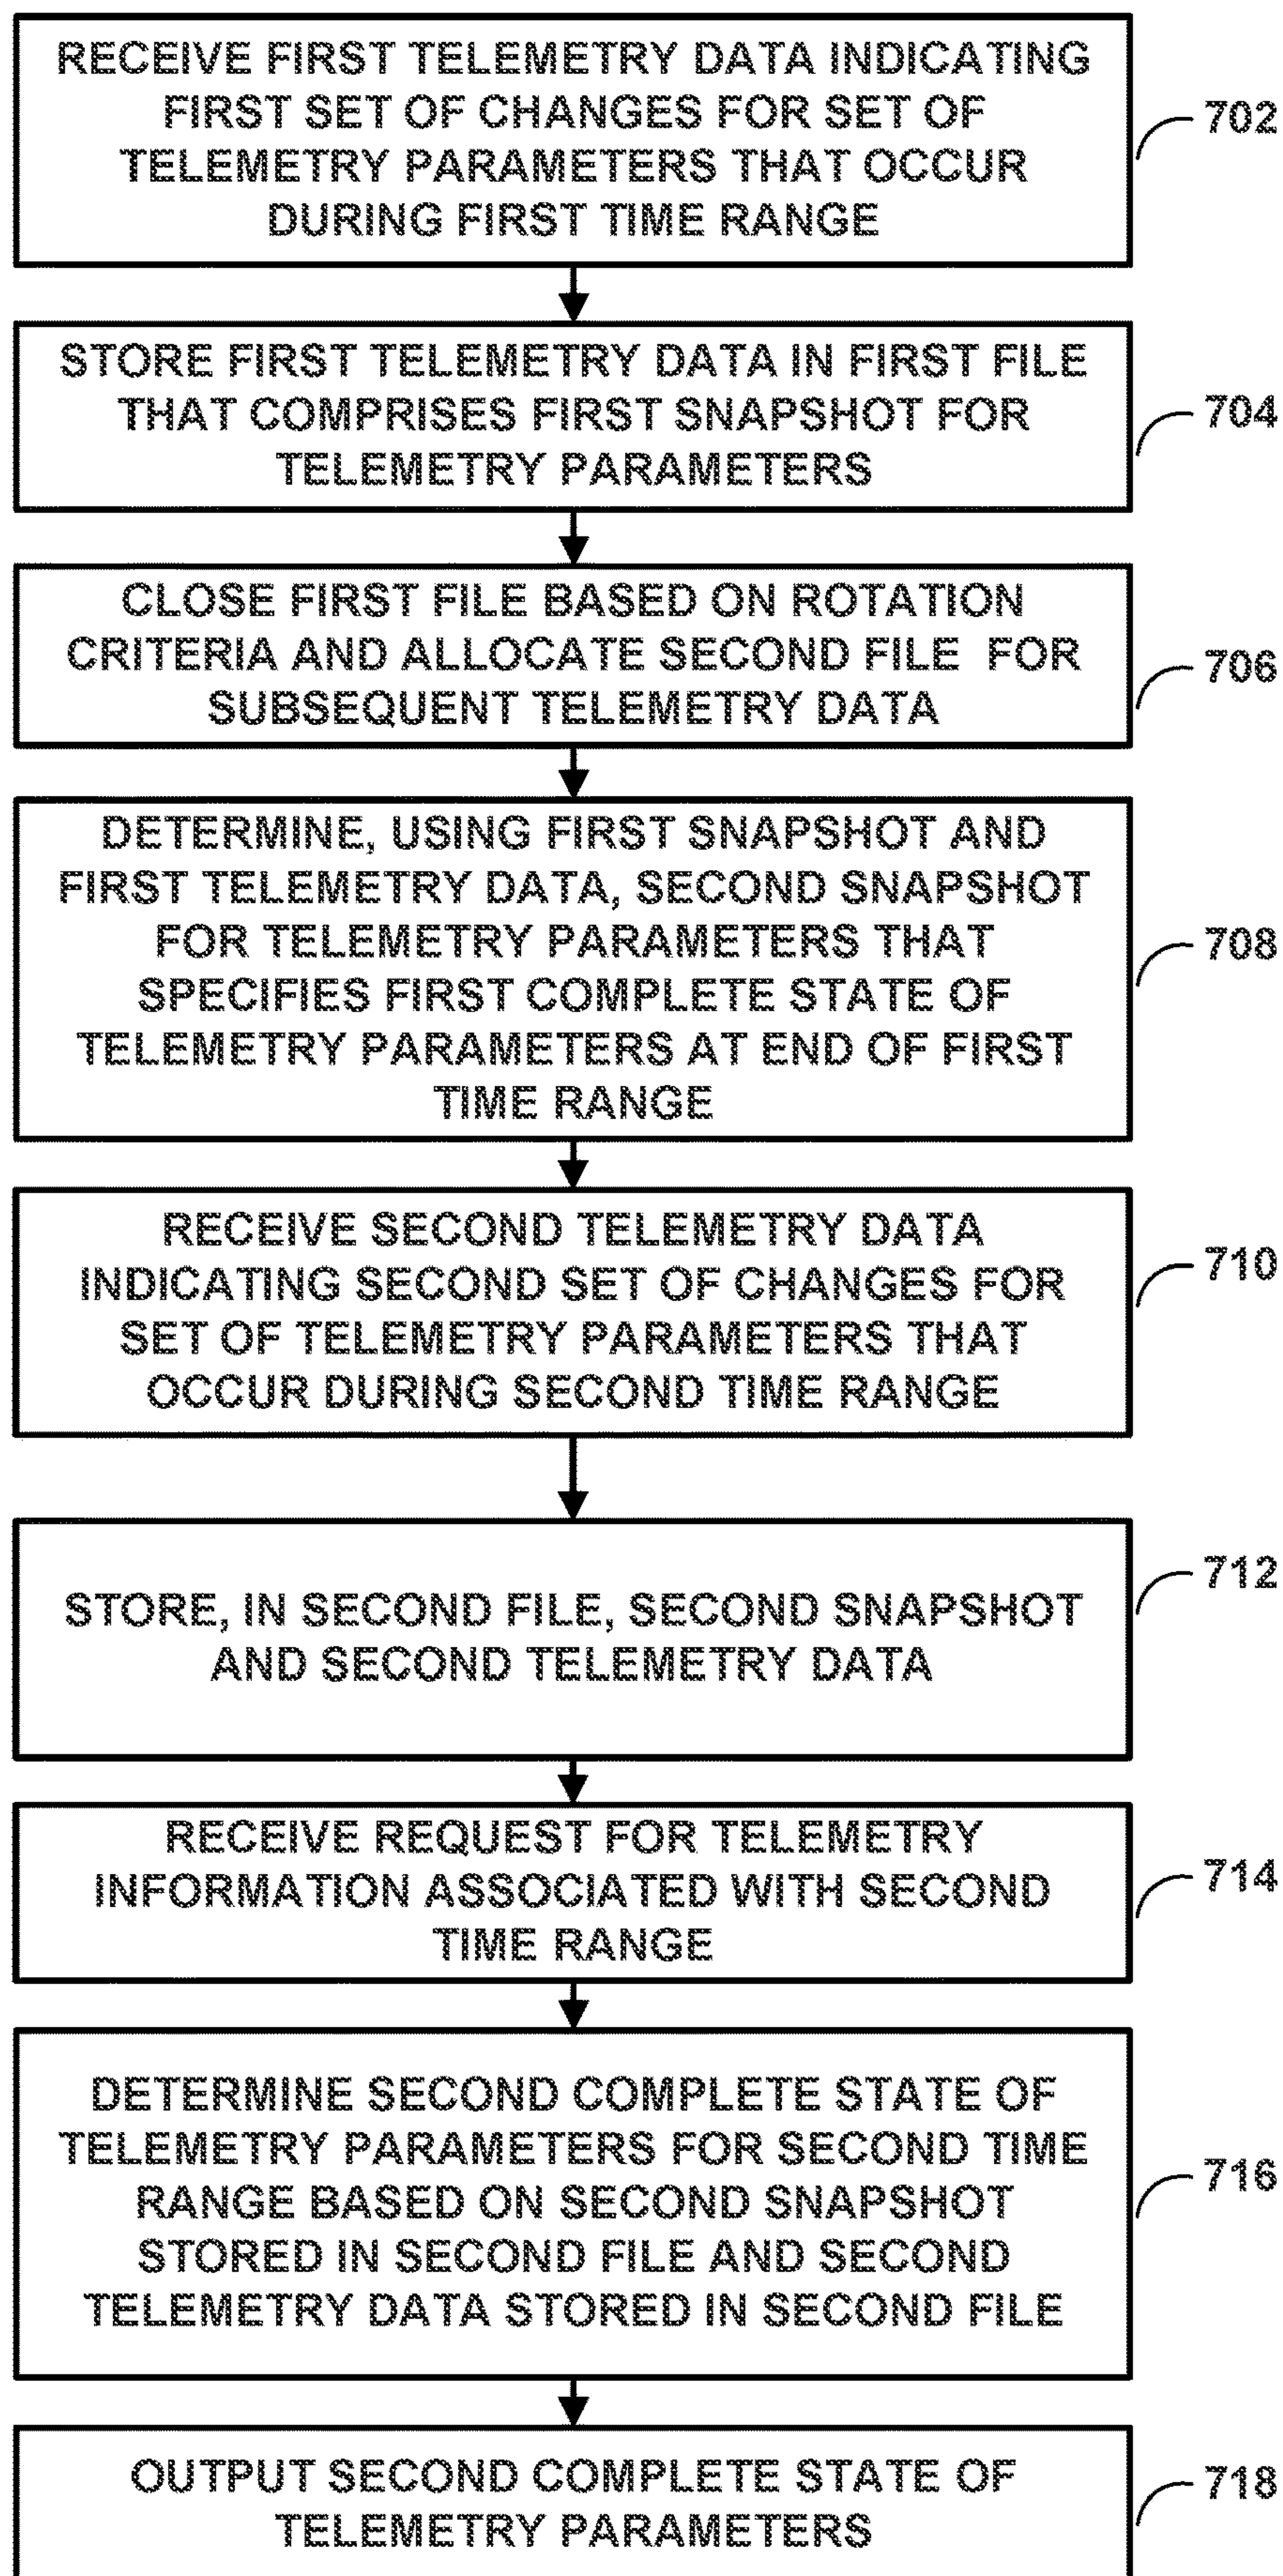 RECEIVE FIRST TELEMETRY DATA INDICATING
FIRST SET OF CHANGES FOR SET OF
TELEMETRY PARAMETERS THAT OCCUR
DURING FIRST TIME RANGE
702
STORE FIRST TELEMETRY DATA IN FIRST FILE
THAT COMPRISES FIRST SNAPSHOT FOR
TELEMETRY PARAMETERS
704
CLOSE FIRST FILE BASED ON ROTATION
CRITERIA AND ALLOCATE SECOND FILE FOR
SUBSEQUENT TELEMETRY DATA
706
DETERMINE, USING FIRST SNAPSHOT AND
FIRST TELEMETRY DATA, SECOND SNAPSHOT
FOR TELEMETRY PARAMETERS THAT
SPECIFIES FIRST COMPLETE STATE OF
TELEMETRY PARAMETERS AT END OF FIRST
TIME RANGE
708
RECEIVE SECOND TELEMETRY DATA
INDICATING SECOND SET OF CHANGES FOR
SET OF TELEMETRY PARAMETERS THAT
OCCUR DURING SECOND TIME RANGE
710
STORE, IN SECOND FILE, SECOND SNAPSHOT
AND SECOND TELEMETRY DATA
712
RECEIVE REQUEST FOR TELEMETRY
INFORMATION ASSOCIATED WITH SECOND
TIME RANGE
714
DETERMINE SECOND COMPLETE STATE OF
TELEMETRY PARAMETERS FOR SECOND TIME
RANGE BASED ON SECOND SNAPSHOT
STORED IN SECOND FILE AND SECOND
TELEMETRY DATA STORED IN SECOND FILE
716
OUTPUT SECOND COMPLETE STATE OF
TELEMETRY PARAMETERS
718